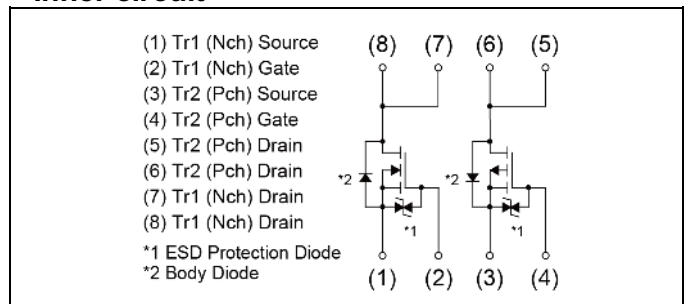 Inner circuit
(1) Tr1 (Nch) Source
(2) Tr1 (Nch) Gate
(3) Tr2 (Pch) Source
(4) Tr2 (Pch) Gate
(5) Tr2 (Pch) Drain
(6) Tr2 (Pch) Drain
(7) Tr1 (Nch) Drain
(8) Tr1 (Nch) Drain
*1 ESD Protection Diode
*2 Body Diode
(8) (7) (6) (5)
*2 *2
*1 *1
(1) (2) (3) (4)